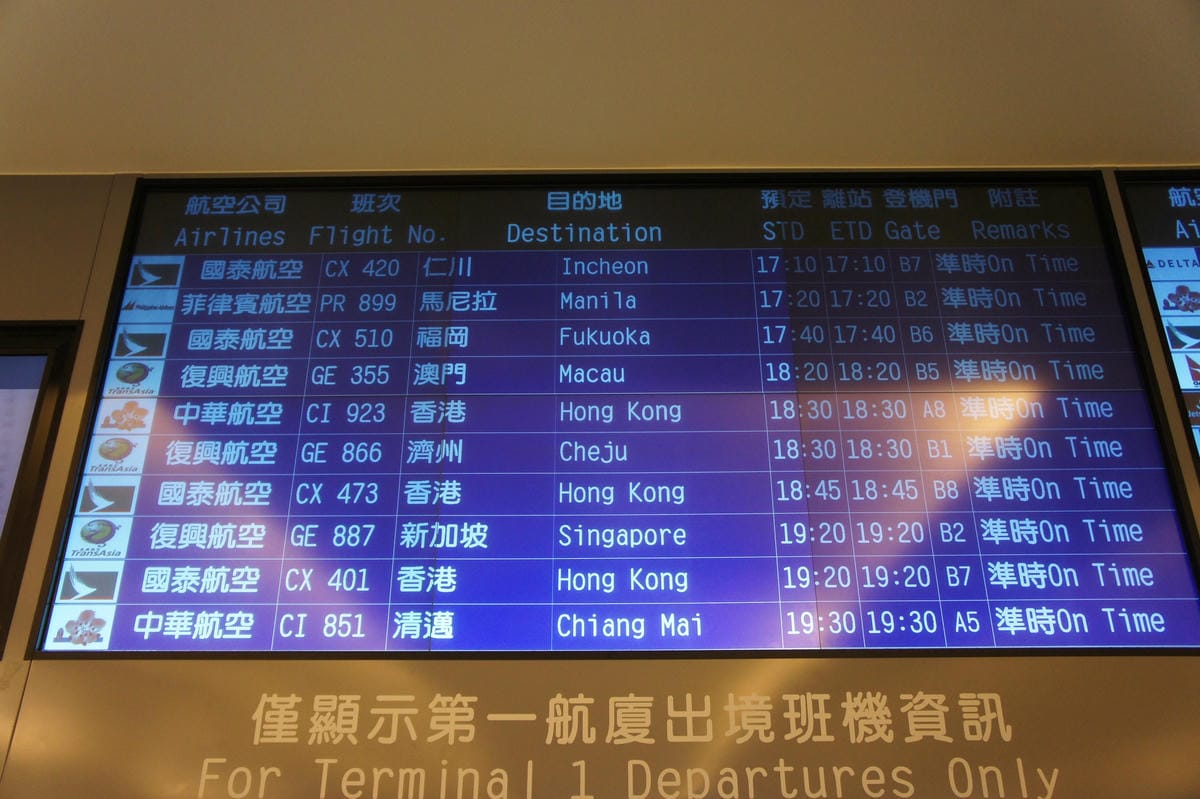 航空公司 班次 目的地 預定 離站 登機門 附註
Airlines Flight No. Destination STD ETD Gate Remarks
國泰航空 CX 420 仁川 Incheon 17:10 17:10 B7 準時On Time
菲律賓航空 PR 899 馬尼拉 Manila 17:20 17:20 B2 準時On Time
國泰航空 CX 510 福岡 Fukuoka 17:40 17:40 B6 準時On Time
TransAsia 復興航空 GE 355 澳門 Macau 18:20 18:20 B5 準時On Time
中華航空 CI 923 香港 Hong Kong 18:30 18:30 A8 準時On Time
TransAsia 復興航空 GE 866 濟州 Cheju 18:30 18:30 B1 準時On Time
國泰航空 CX 473 香港 Hong Kong 18:45 18:45 B8 準時On Time
TransAsia 復興航空 GE 887 新加坡 Singapore 19:20 19:20 B2 準時On Time
國泰航空 CX 401 香港 Hong Kong 19:20 19:20 B7 準時On Time
中華航空 CI 851 清邁 Chiang Mai 19:30 19:30 A5 準時On Time
僅顯示第一航廈出境班機資訊
For Terminal 1 Departures Only
航
Ai
DELTA